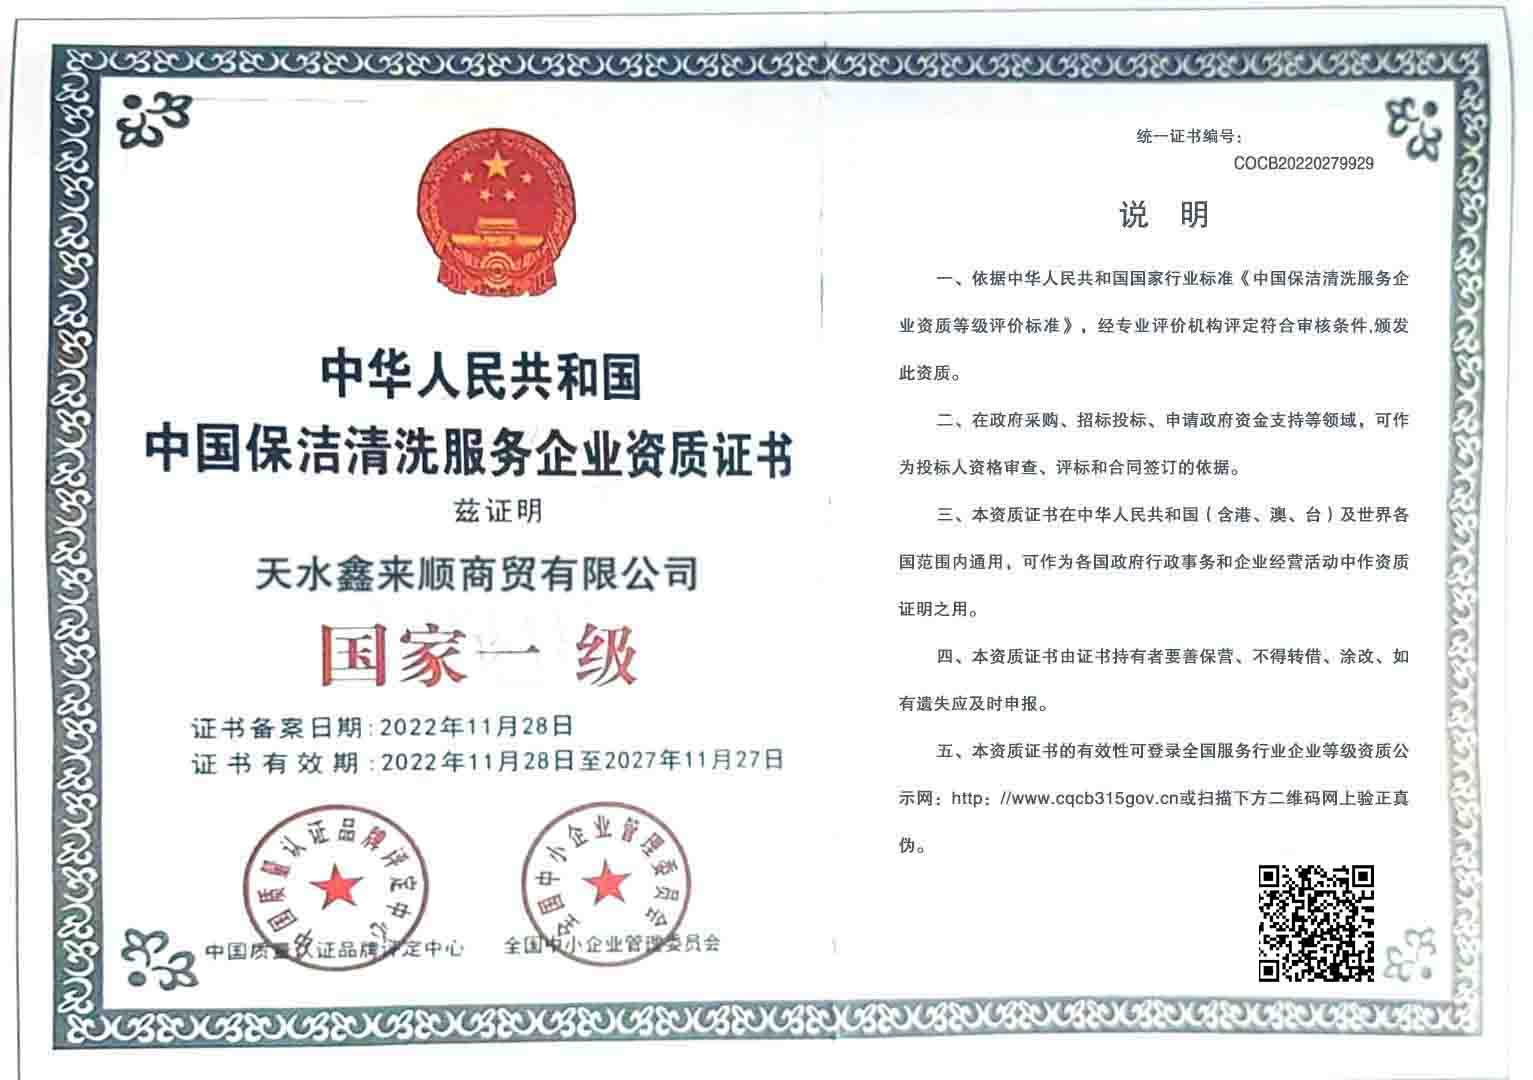 中华人民共和国
中国保洁清洗服务企业资质证书
兹证明
天水鑫来顺商贸有限公司
国家一级
证书备案日期:2022年11月28日
证书有效期:2022年11月28日至2027年11月27日
中国质量认证品牌评定中心
全国中小企业管理委员会
中国质量认证品牌评定中心
全国中小企业管理委员会
统一证书编号:
COCB20220279929
说 明
一、依据中华人民共和国国家行业标准《中国保洁清洗服务企
业资质等级评价标准》，经专业评价机构评定符合审核条件,颁发
此资质。
二、在政府采购、招标投标、申请政府资金支持等领域，可作
为投标人资格审查、评标和合同签订的依据。
三、本资质证书在中华人民共和国（含港、澳、台）及世界各
国范围内通用，可作为各国政府行政事务和企业经营活动中作资质
证明之用。
四、本资质证书由证书持有者要善保营、不得转借、涂改、如
有遗失应及时申报。
五、本资质证书的有效性可登录全国服务行业企业等级资质公
示网：http：//www.cqcb315gov.cn或扫描下方二维码网上验正真
伪。